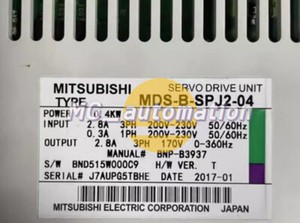 MITSUBISHI SERVO DRIVE UNIT
TYPE MDS-B-SPJ2-04
POWER 0.4KW
INPUT 2.8A 3PH 200V-230V 50/60Hz
0.3A 1PH 200V-230V 50/60Hz
OUTPUT 2.8A 3PH 170V 0-360Hz
MANUAL# BNP-B3937
S/W BND515W000C9 H/W VER. T
SERIAL# J7AUPG5TBHE 2017-01
MITSUBISHI ELECTRIC CORPORATION JAPAN
MG automation